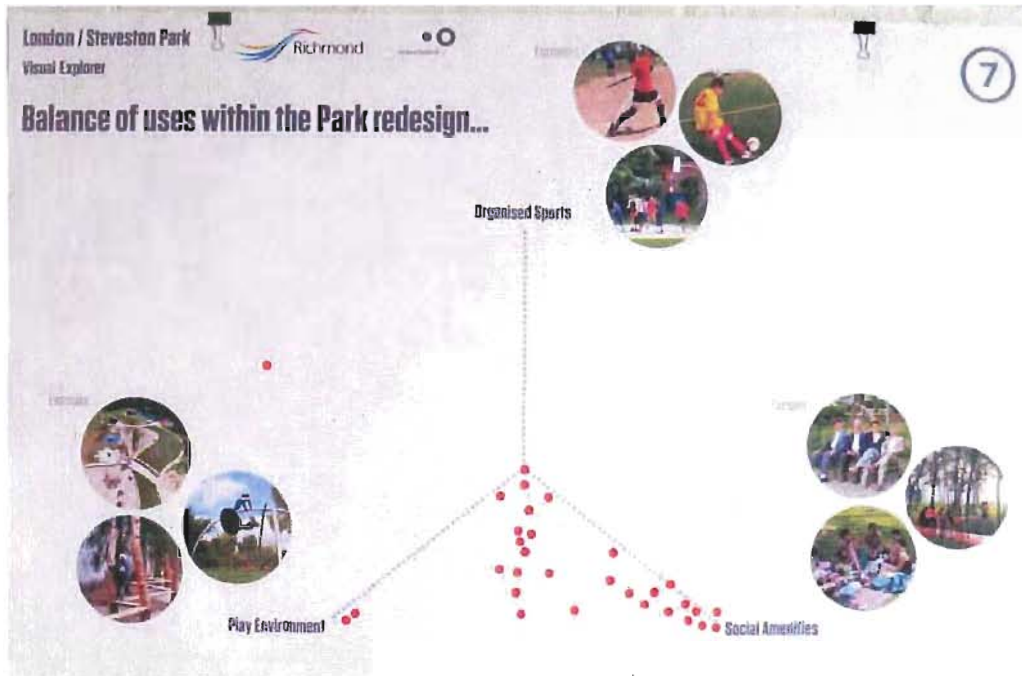 London / Steveston Park
Visual Explorer
Richmond
7
Balance of uses within the Park redesign...
Organised Sports
Play Environment
Social Amenities